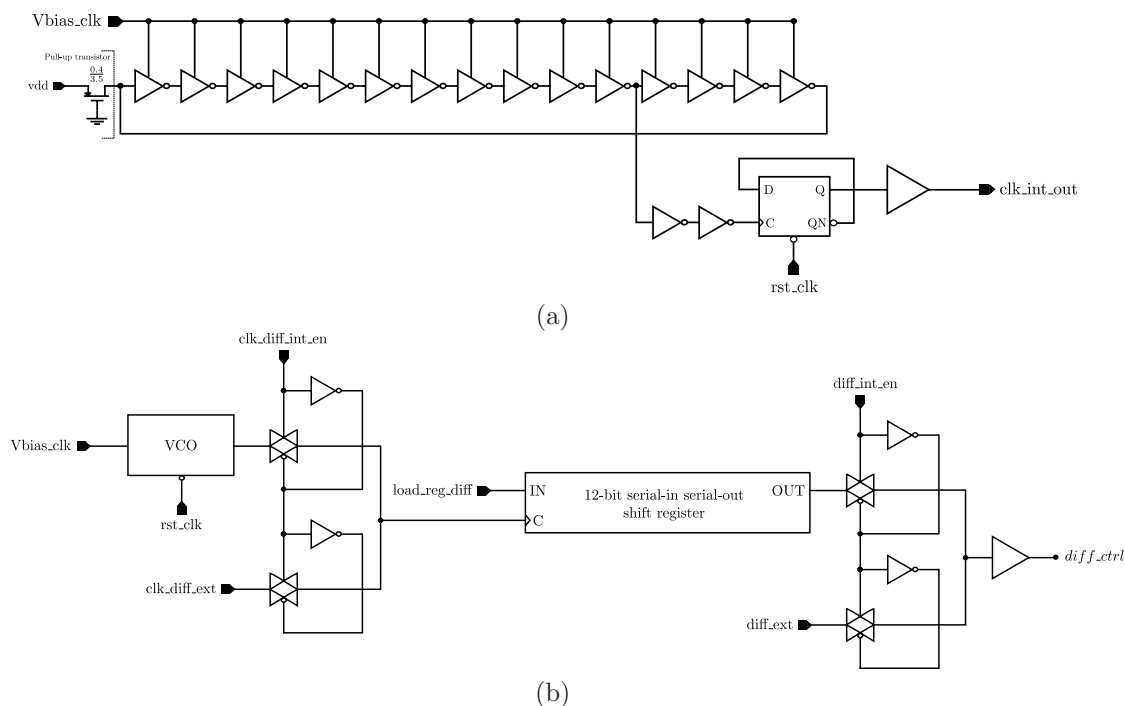 Vbias_clk
Pull-up transistor
0.4
3.5
vdd
D
Q
C
QN
clk_int_out
rst_clk
(a)
clk_diff_int_en
diff_int_en
Vbias_clk
VCO
load_reg_diff
IN
12-bit serial-in serial-out
shift register
OUT
C
rst_clk
diff_ctrl
clk_diff_ext
diff_ext
(b)